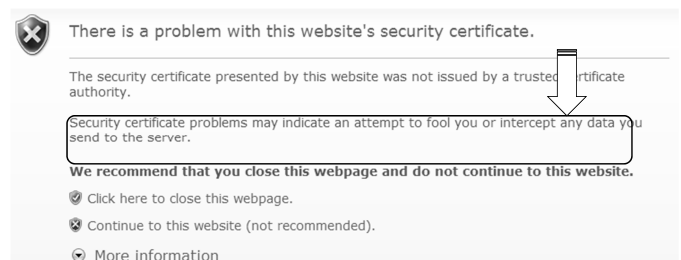 There is a problem with this website's security certificate.
The security certificate presented by this website was not issued by a trusted certificate
authority.
Security certificate problems may indicate an attempt to fool you or intercept any data you
send to the server.
We recommend that you close this webpage and do not continue to this website.
Click here to close this webpage.
Continue to this website (not recommended).
More information